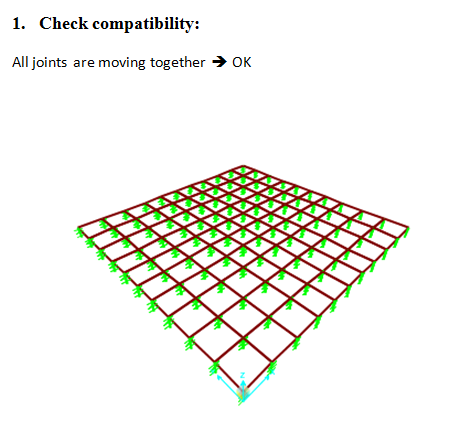 1. Check compatibility:
All joints are moving together ➔ OK
Z